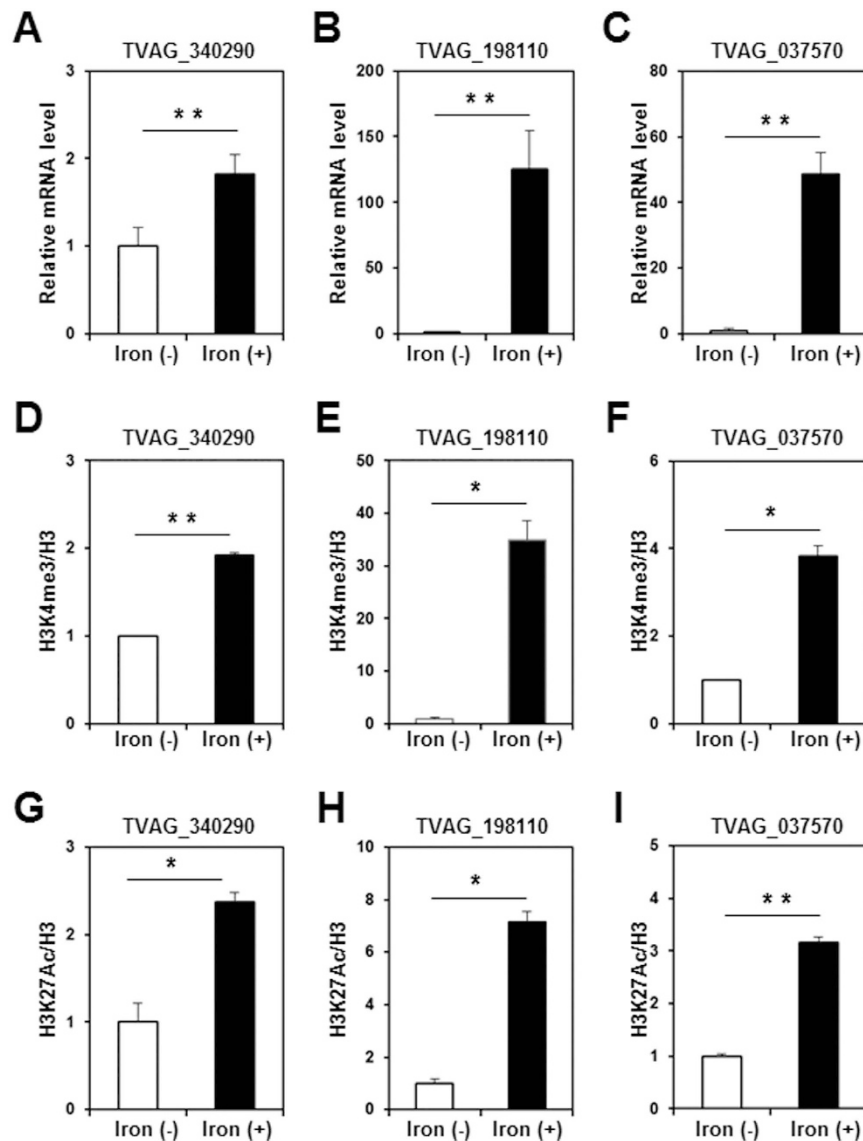 A B C
TVAG_340290 TVAG_198110 TVAG_037570
Relative mRNA level
3
2
1
0
* *
Iron (-) Iron (+)
Relative mRNA level
200
150
100
50
0
* *
Iron (-) Iron (+)
Relative mRNA level
80
60
40
20
0
* *
Iron (-) Iron (+)
D E F
TVAG_340290 TVAG_198110 TVAG_037570
H3K4me3/H3
3
2
1
0
* *
Iron (-) Iron (+)
H3K4me3/H3
50
40
30
20
10
0
*
Iron (-) Iron (+)
H3K4me3/H3
6
4
2
0
*
Iron (-) Iron (+)
G H I
TVAG_340290 TVAG_198110 TVAG_037570
H3K27Ac/H3
3
2
1
0
*
Iron (-) Iron (+)
H3K27Ac/H3
10
8
6
4
2
0
*
Iron (-) Iron (+)
H3K27Ac/H3
5
4
3
2
1
0
* *
Iron (-) Iron (+)